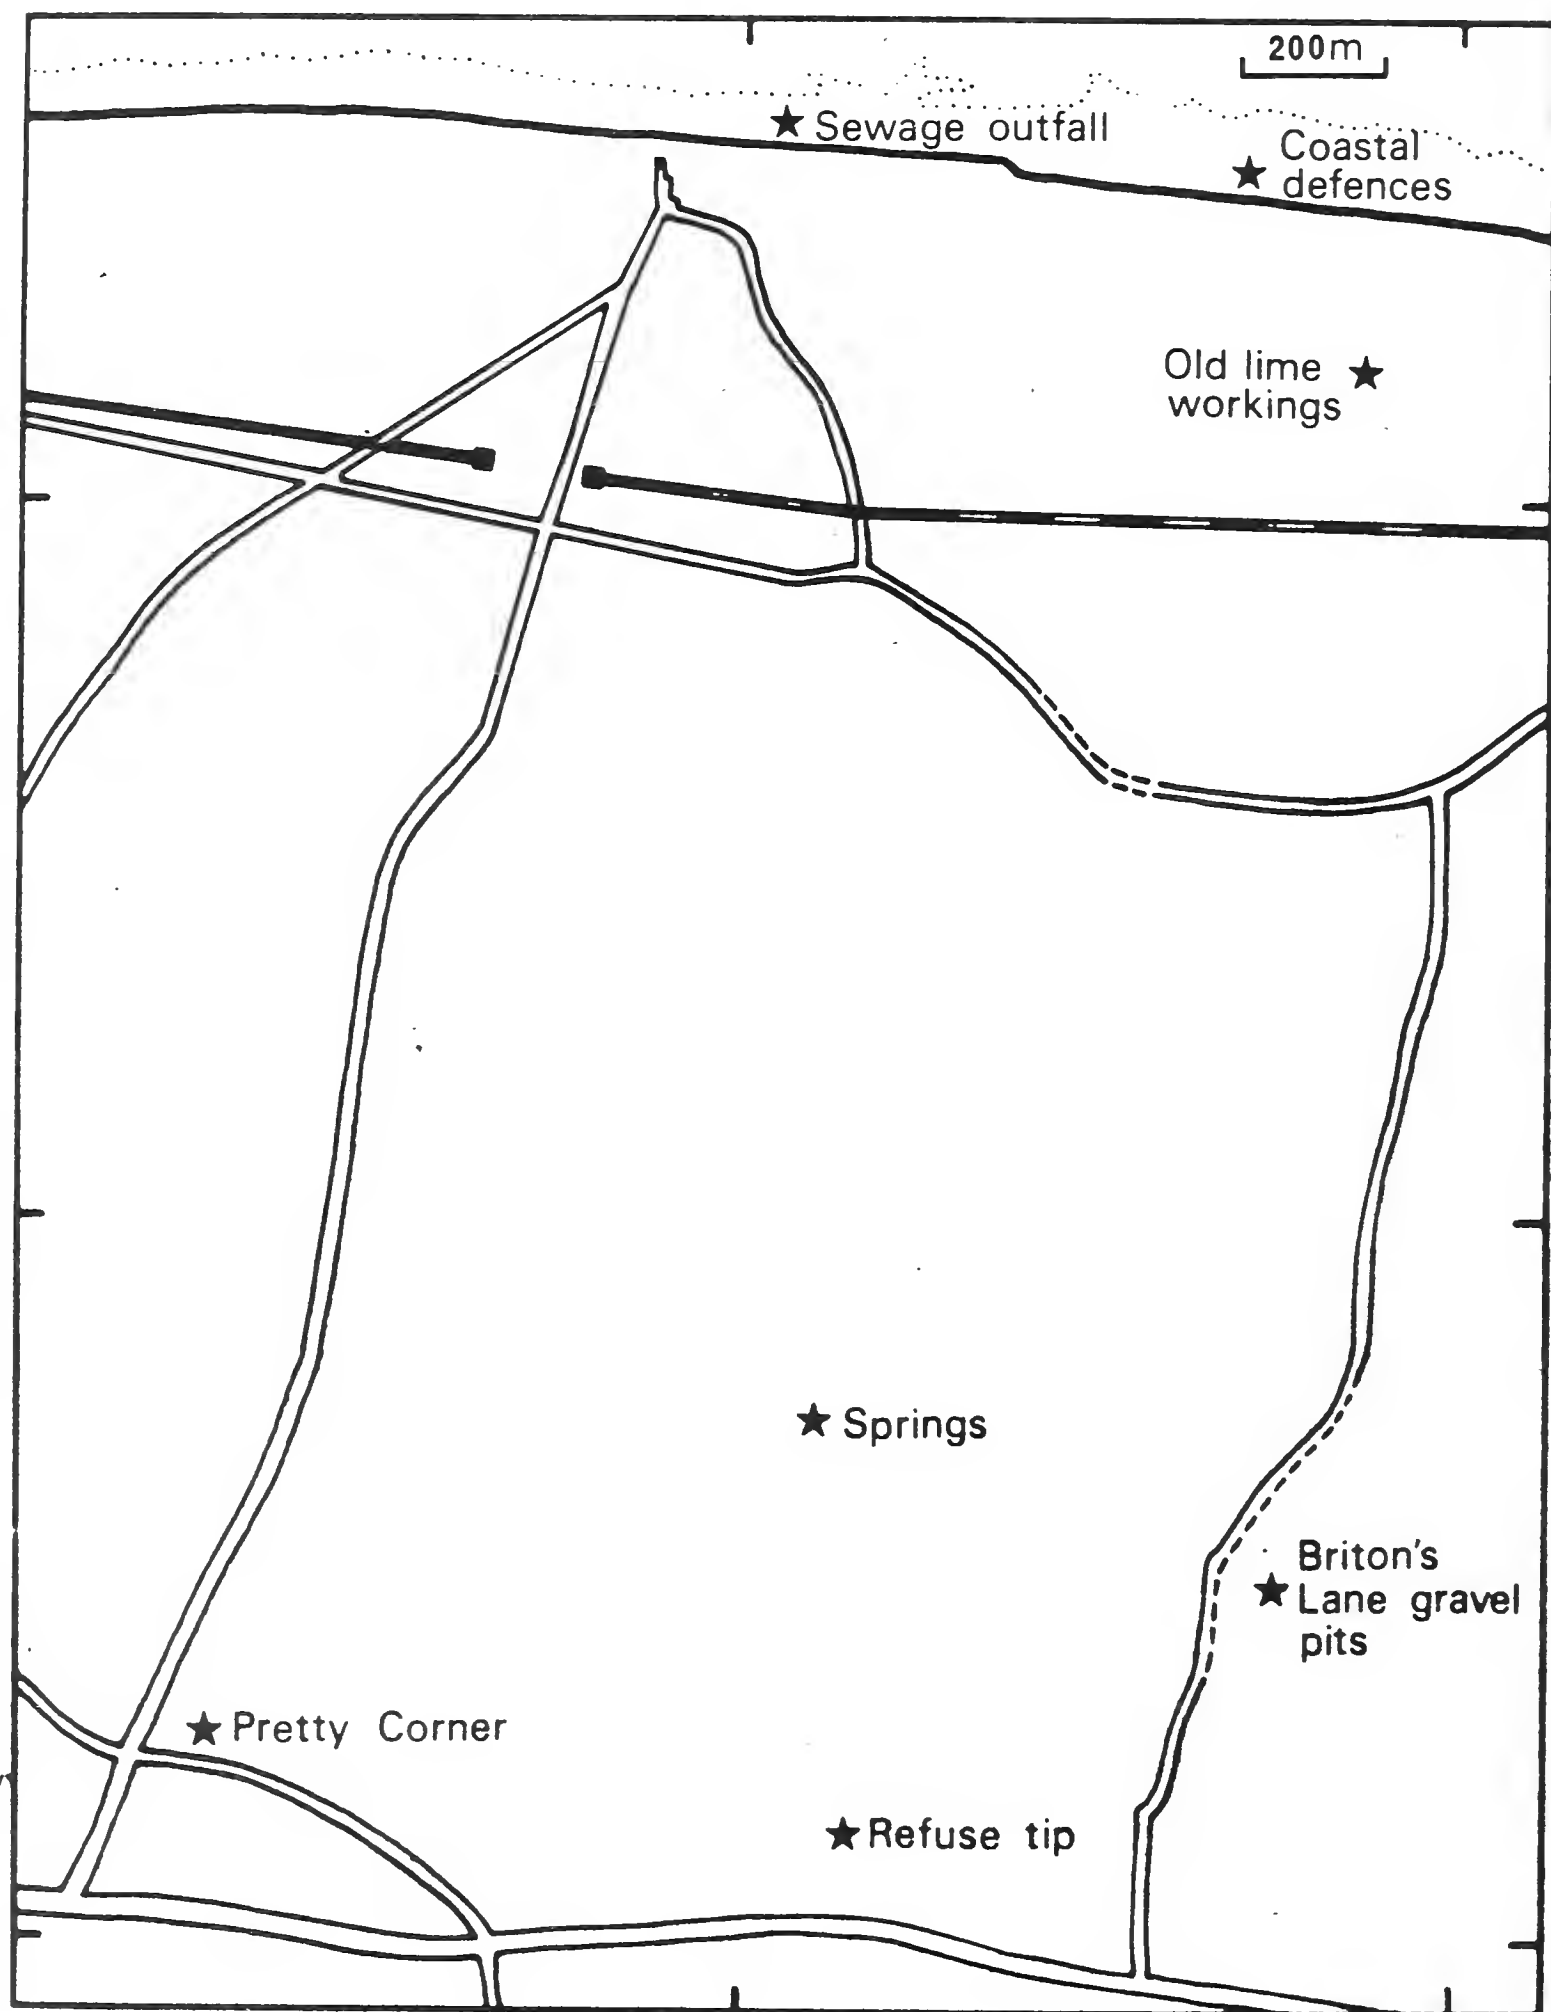 200m
Sewage outfall
Coastal
defences
Old lime
workings
Springs
Briton's
Lane gravel
pits
Pretty Corner
Refuse tip